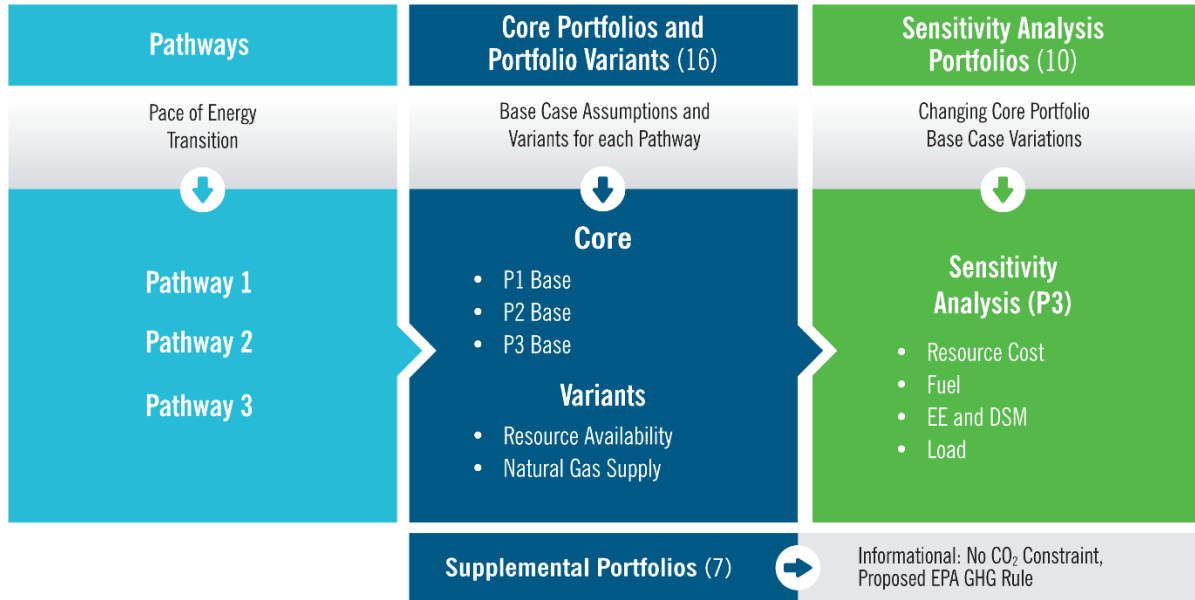 Pathways
Pace of Energy
Transition
Pathway 1
Pathway 2
Pathway 3
Core Portfolios and
Portfolio Variants (16)
Base Case Assumptions and
Variants for each Pathway
Core
• P1 Base
• P2 Base
• P3 Base
Variants
• Resource Availability
• Natural Gas Supply
Sensitivity Analysis
Portfolios (10)
Changing Core Portfolio
Base Case Variations
Sensitivity
Analysis (P3)
• Resource Cost
• Fuel
• EE and DSM
• Load
Supplemental Portfolios (7)
Informational: No CO₂ Constraint,
Proposed EPA GHG Rule